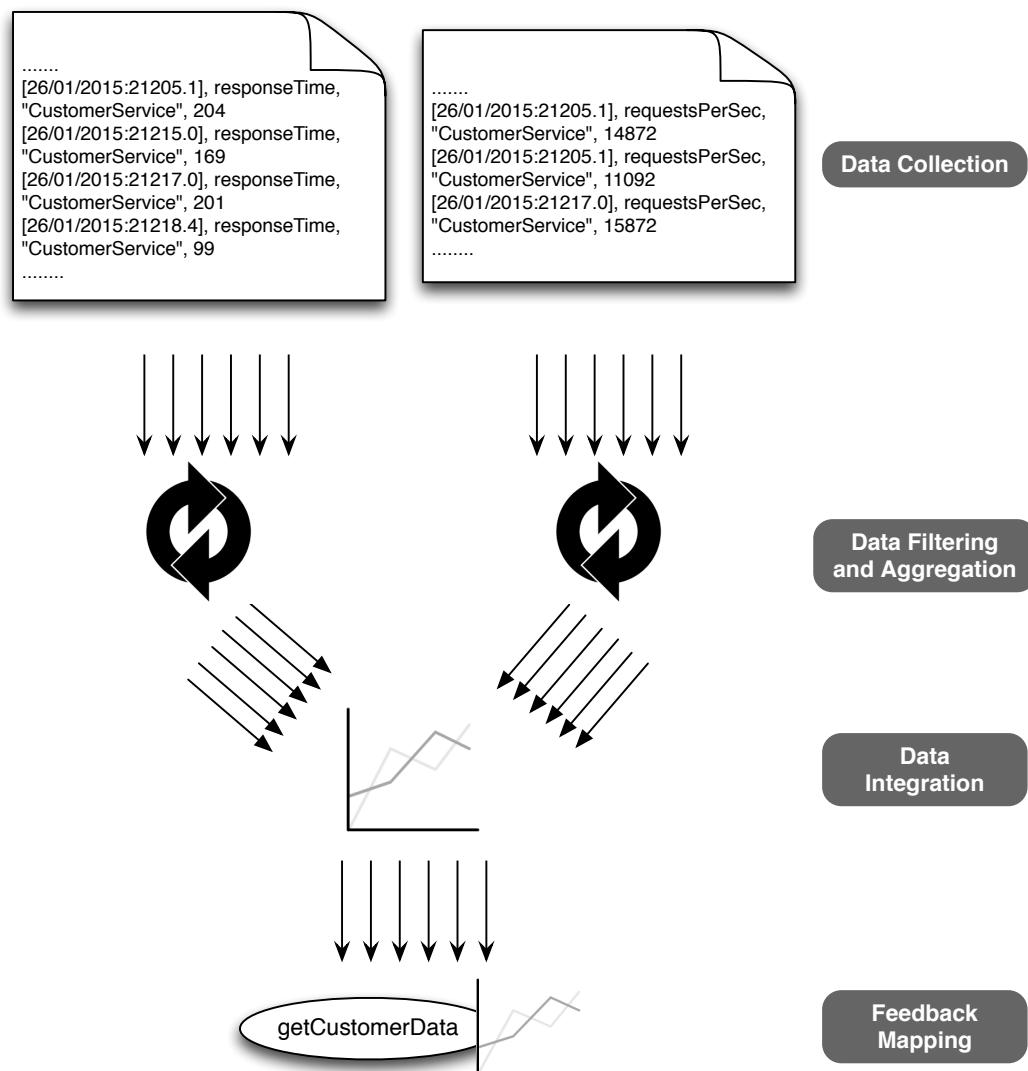 .......
[26/01/2015:21205.1], responseTime,
"CustomerService", 204
[26/01/2015:21215.0], responseTime,
"CustomerService", 169
[26/01/2015:21217.0], responseTime,
"CustomerService", 201
[26/01/2015:21218.4], responseTime,
"CustomerService", 99
........
.......
[26/01/2015:21205.1], requestsPerSec,
"CustomerService", 14872
[26/01/2015:21205.1], requestsPerSec,
"CustomerService", 11092
[26/01/2015:21217.0], requestsPerSec,
"CustomerService", 15872
........
Data Collection
Data Filtering
and Aggregation
Data
Integration
getCustomerData
Feedback
Mapping